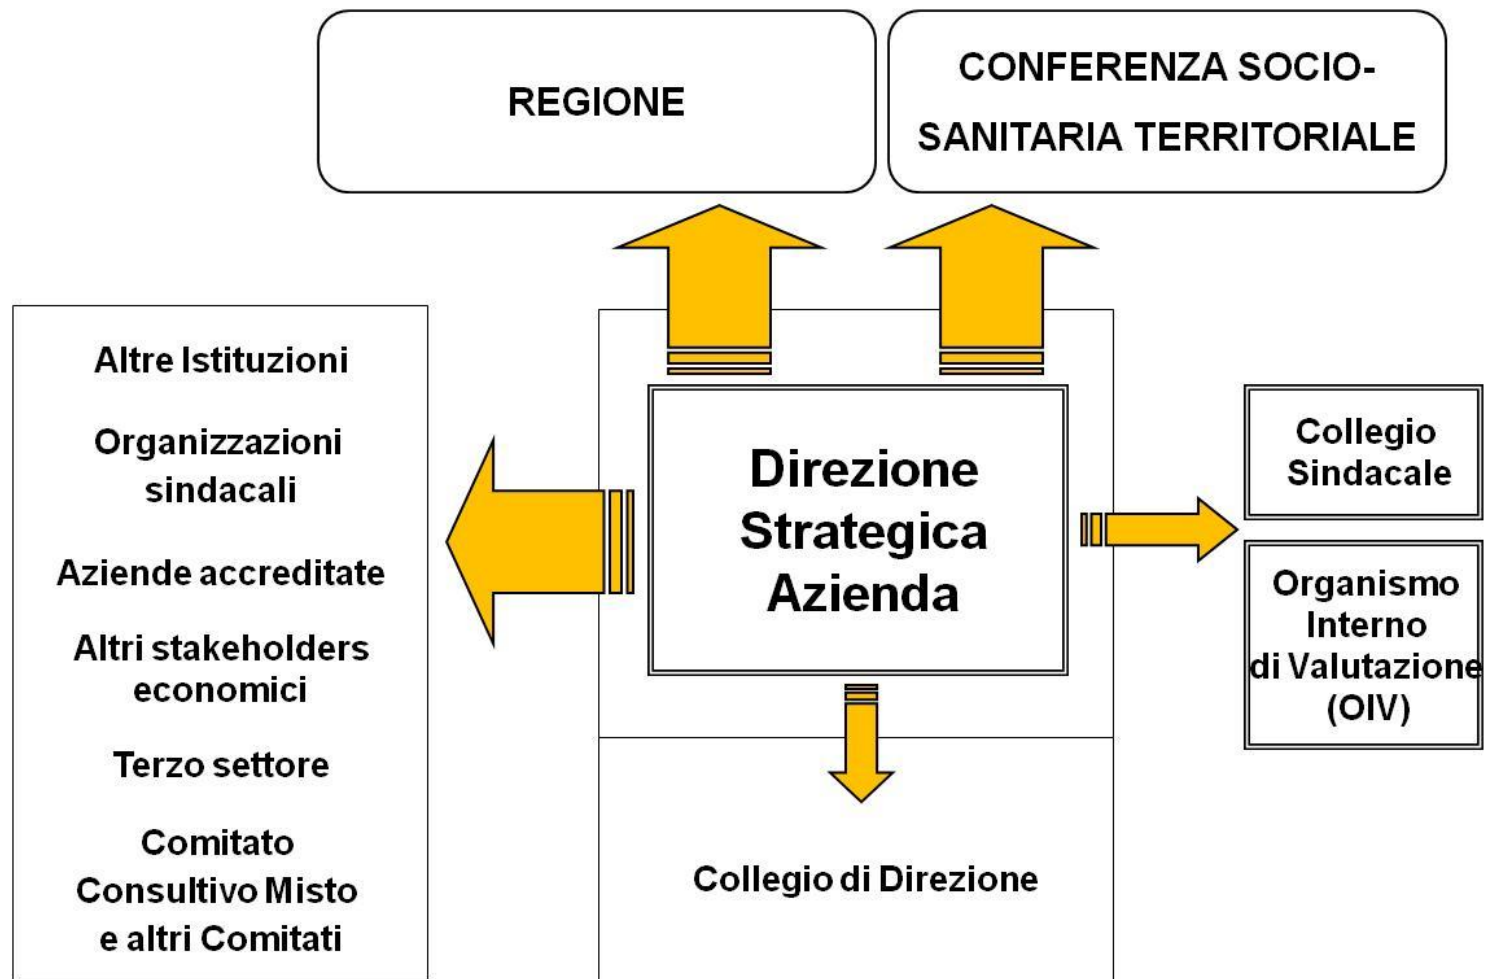 REGIONE
CONFERENZA SOCIO-
SANITARIA TERRITORIALE
Altre Istituzioni
Organizzazioni
sindacali
Aziende accreditate
Altri stakeholders
economici
Terzo settore
Comitato
Consultivo Misto
e altri Comitati
Direzione
Strategica
Azienda
Collegio di Direzione
Collegio
Sindacale
Organismo
Interno
di Valutazione
(OIV)